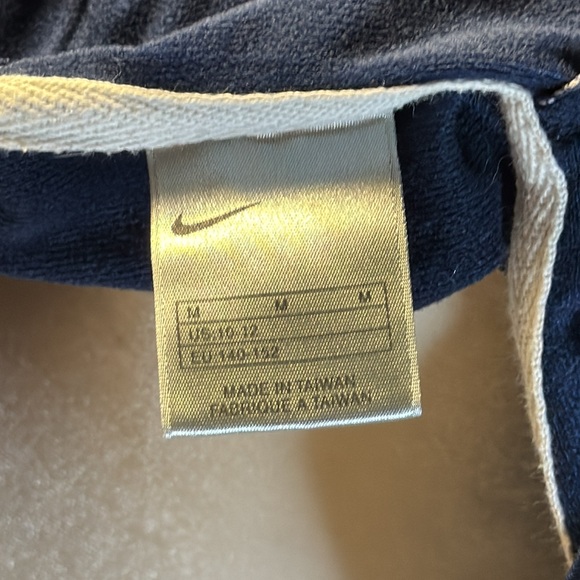 M M M
US 10-12
EU 140-152
MADE IN TAIWAN
FABRIQUE A TAIWAN